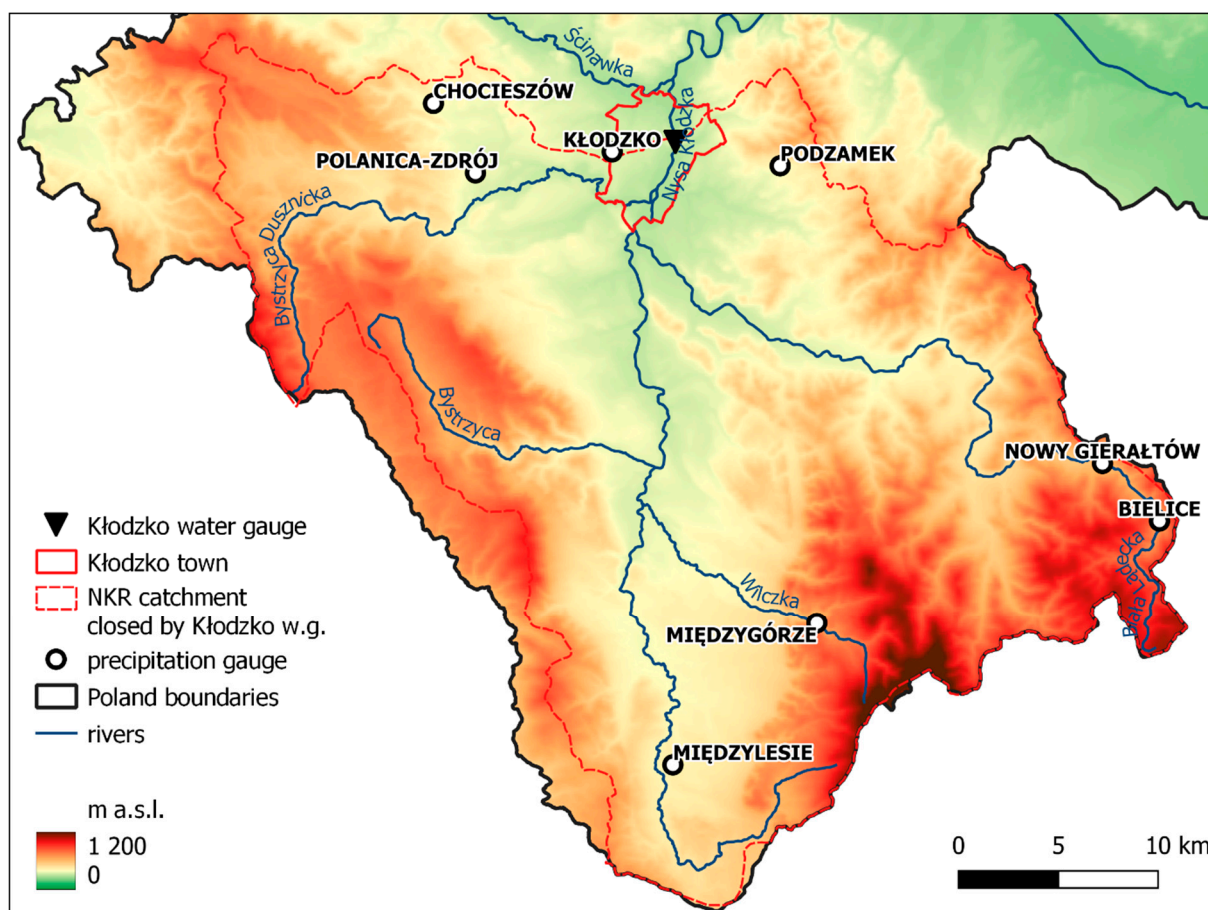 Ścinawka
CHOCIESZÓW
KŁODZKO
Nysa Kłodzka
POLANICA-ZDRÓJ
PODZAMEK
Bystrzyca Dusznicka
Bystrzyca
NOWY GIERAŁTÓW
BIELICE
Biała Lądecka
Wilczka
MIĘDZYGÓRZE
MIĘDZYLESIE
Kłodzko water gauge
Kłodzko town
NKR catchment
closed by Kłodzko w.g.
precipitation gauge
Poland boundaries
rivers
m a.s.l.
1 200
0
0 5 10 km